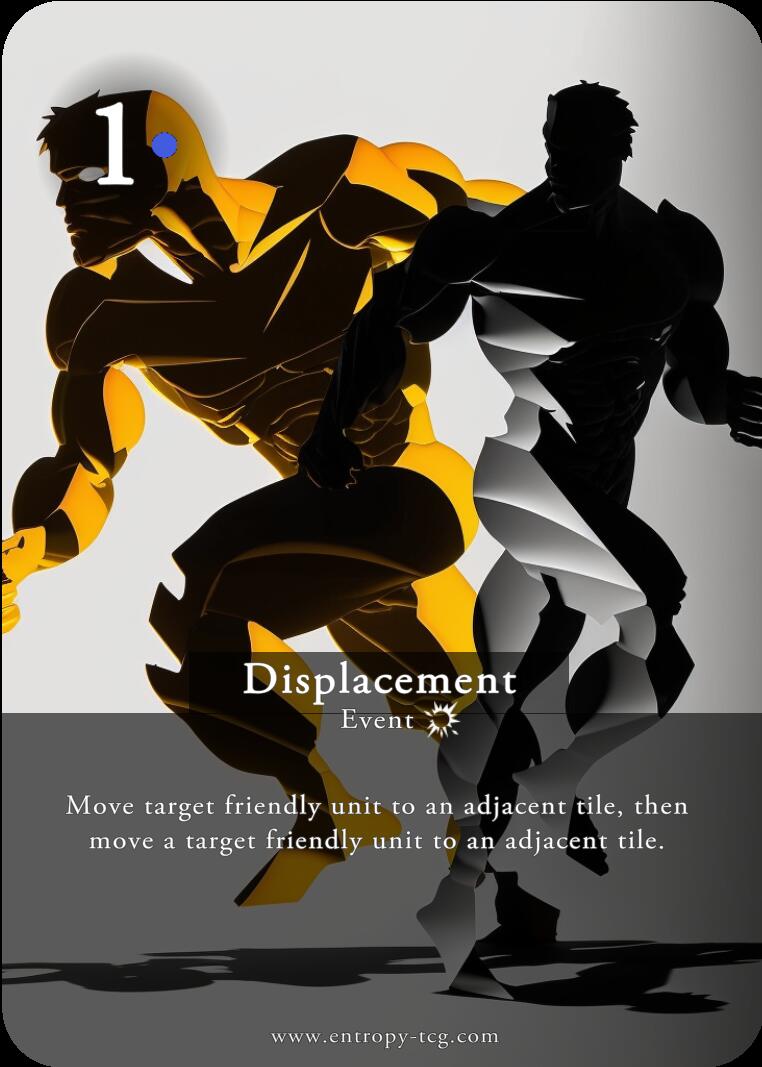 1
Displacement
Event
Move target friendly unit to an adjacent tile, then
move a target friendly unit to an adjacent tile.
www.entropy-tcg.com